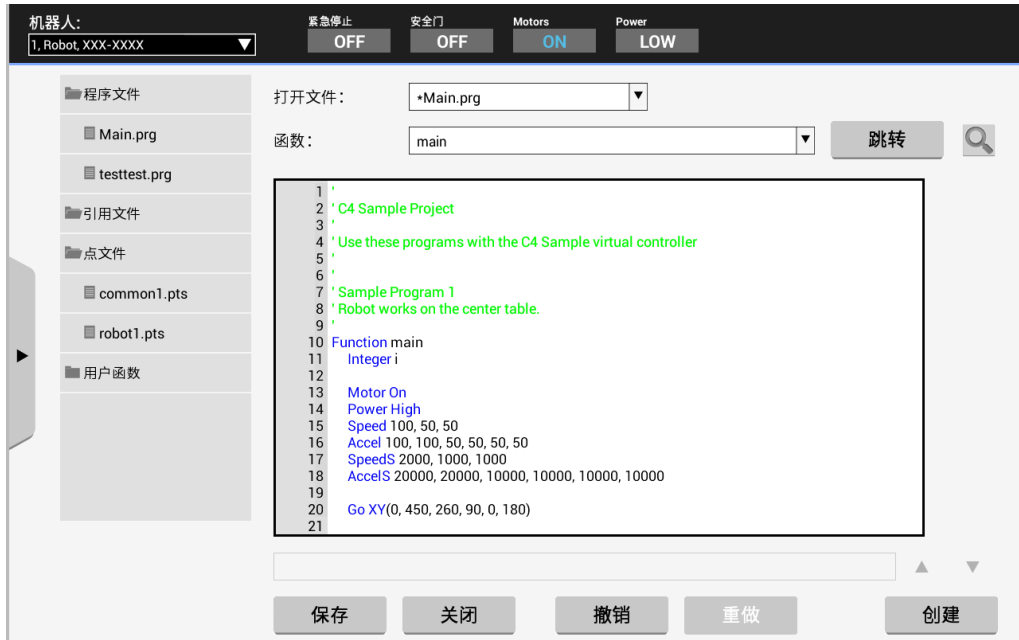 机器人:
紧急停止
安全门
Motors
Power
1, Robot, XXX-XXXX
OFF
OFF
ON
LOW
程序文件
Main.prg
testtest.prg
引用文件
点文件
common1.pts
robot1.pts
用户函数
打开文件:
*Main.prg
函数:
main
跳转
1 '
2 ' C4 Sample Project
3 '
4 ' Use these programs with the C4 Sample virtual controller
5 '
6 '
7 ' Sample Program 1
8 ' Robot works on the center table.
9 '
10 Function main
11 Integer i
12
13 Motor On
14 Power High
15 Speed 100, 50, 50
16 Accel 100, 100, 50, 50, 50, 50
17 SpeedS 2000, 1000, 1000
18 AccelS 20000, 20000, 10000, 10000, 10000, 10000
19
20 Go XY(0, 450, 260, 90, 0, 180)
21
保存
关闭
撤销
重做
创建